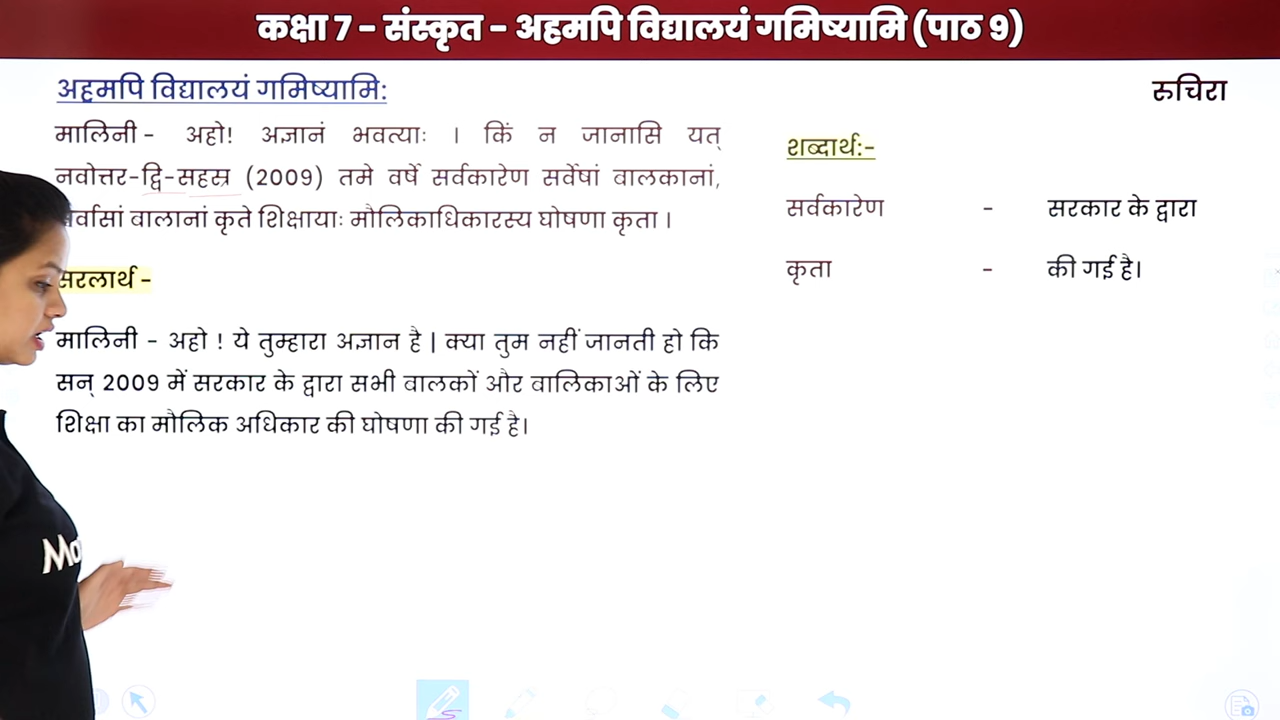 कक्षा 7 - संस्कृत - अहमपि विद्यालयं गमिष्यामि (पाठ 9)
अहमपि विद्यालयं गमिष्यामि:
रुचिरा
मालिनी - अहो! अज्ञानं भवत्याः । किं न जानासि यत्
नवोत्तर-द्वि-सहस्र (2009) तमे वर्षे सर्वकारेण सर्वेषां बालकानां,
सर्वासां बालानां कृते शिक्षायाः मौलिकाधिकारस्य घोषणा कृता ।
सरलार्थ -
मालिनी - अहो ! ये तुम्हारा अज्ञान है | क्या तुम नहीं जानती हो कि
सन् 2009 में सरकार के द्वारा सभी बालकों और बालिकाओं के लिए
शिक्षा का मौलिक अधिकार की घोषणा की गई है।
शब्दार्थ:-
सर्वकारेण - सरकार के द्वारा
कृता - की गई है।